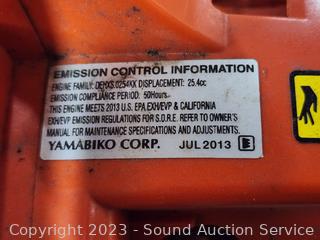 EMISSION CONTROL INFORMATION
ENGINE FAMILY: DEHXS.0254KK DISPLACEMENT: 25.4cc
EMISSION COMPLIANCE PERIOD: 50Hours.
THIS ENGINE MEETS 2013 U.S. EPA EXH/EVP & CALIFORNIA
EXH/EVP EMISSION REGULATIONS FOR S.O.R.E. REFER TO OWNER'S
MANUAL FOR MAINTENANCE SPECIFICATIONS AND ADJUSTMENTS.
YAMABIKO CORP. JUL 2013 E
Copyright 2023 - Sound Auction Service